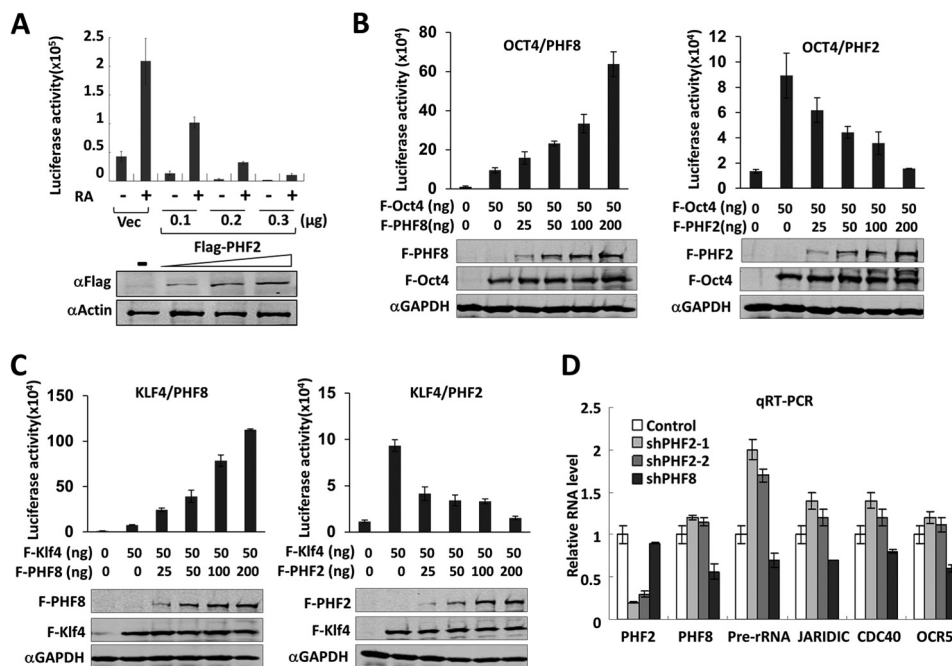 A
Luciferase activity(x10⁵)
2.5
2
1.5
1
0.5
0
RA - + - + - + - +
Vec 0.1 0.2 0.3 (μg)
Flag-PHF2
-
αFlag
αActin
B
OCT4/PHF8
Luciferase activity (x10⁴)
80
60
40
20
0
F-Oct4 (ng) 0 50 50 50 50 50
F-PHF8(ng) 0 0 25 50 100 200
F-PHF8
F-Oct4
αGAPDH
OCT4/PHF2
Luciferase activity (x10⁴)
12
10
8
6
4
2
0
F-Oct4 (ng) 0 50 50 50 50 50
F-PHF2(ng) 0 0 25 50 100 200
F-PHF2
F-Oct4
αGAPDH
C
KLF4/PHF8
Luciferase activity(x10⁴)
150
100
50
0
F-Klf4 (ng) 0 50 50 50 50 50
F-PHF8 (ng) 0 0 25 50 100 200
F-PHF8
F-Klf4
αGAPDH
KLF4/PHF2
Luciferase activity(x10⁴)
15
10
5
0
F-Klf4 (ng) 0 50 50 50 50 50
F-PHF2 (ng) 0 0 25 50 100 200
F-PHF2
F-Klf4
αGAPDH
D
qRT-PCR
Relative RNA level
2.5
2
1.5
1
0.5
0
Control
shPHF2-1
shPHF2-2
shPHF8
PHF2 PHF8 Pre-rRNA JARIDIC CDC40 OCR5